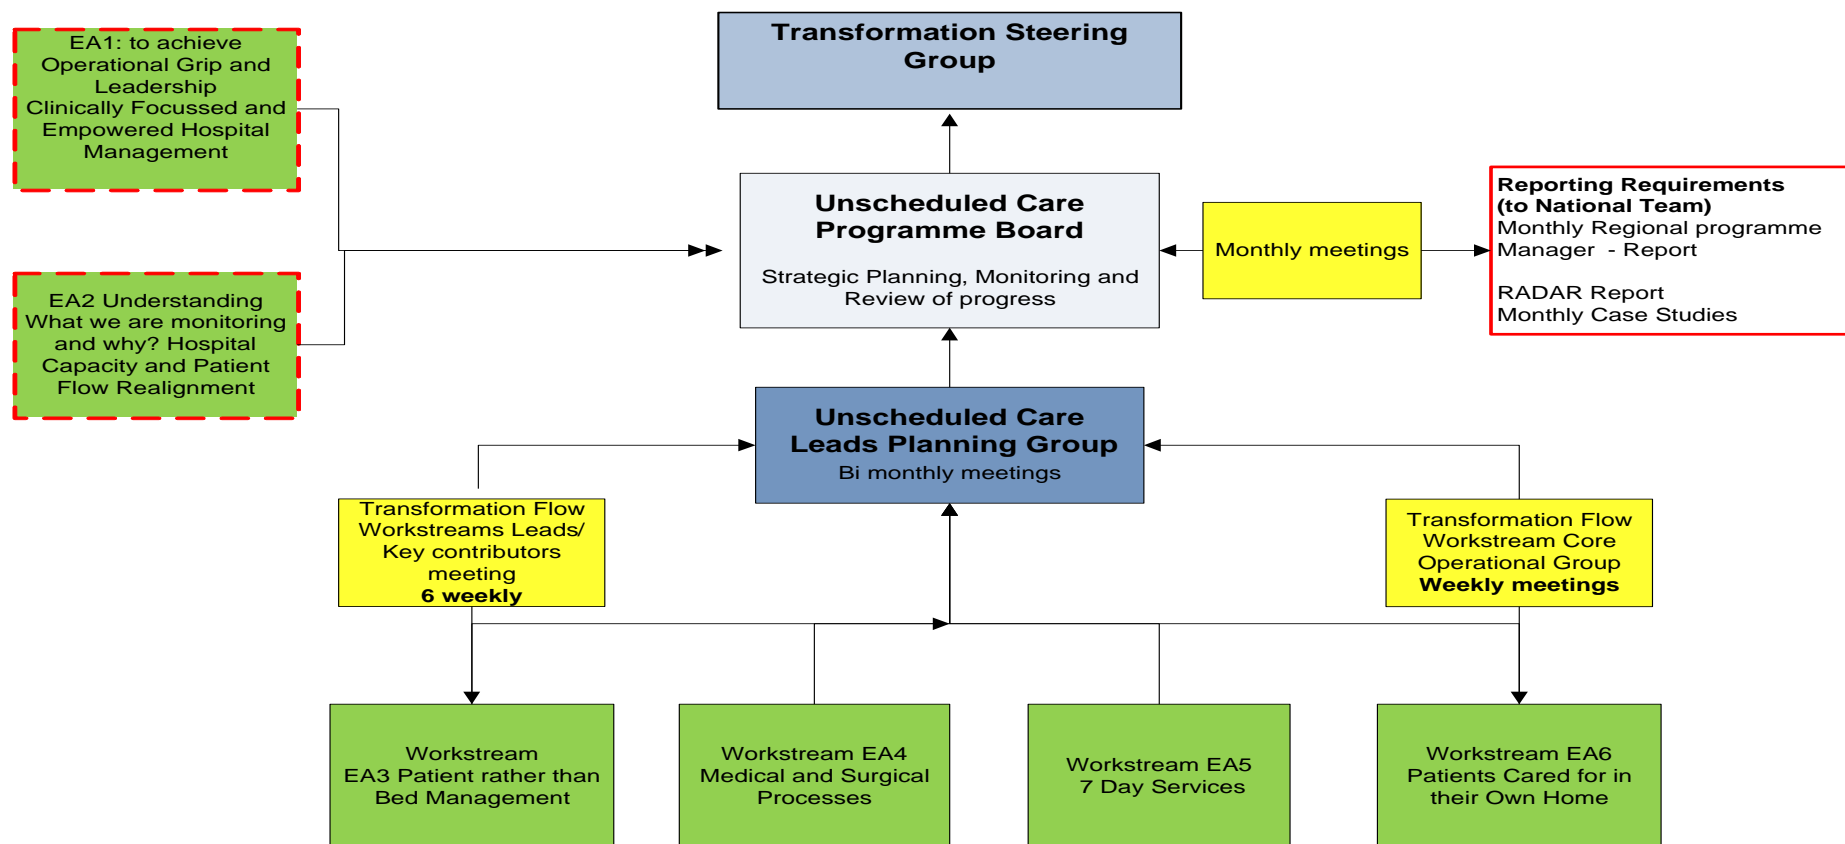 Transformation Steering
Group
EA1: to achieve
Operational Grip and
Leadership
Clinically Focussed and
Empowered Hospital
Management
Unscheduled Care
Programme Board
Strategic Planning, Monitoring and
Review of progress
Monthly meetings
Reporting Requirements
(to National Team)
Monthly Regional programme
Manager - Report
RADAR Report
Monthly Case Studies
EA2 Understanding
What we are monitoring
and why? Hospital
Capacity and Patient
Flow Realignment
Unscheduled Care
Leads Planning Group
Bi monthly meetings
Transformation Flow
Workstreams Leads/
Key contributors
meeting
6 weekly
Transformation Flow
Workstream Core
Operational Group
Weekly meetings
Workstream
EA3 Patient rather than
Bed Management
Workstream EA4
Medical and Surgical
Processes
Workstream EA5
7 Day Services
Workstream EA6
Patients Cared for in
their Own Home